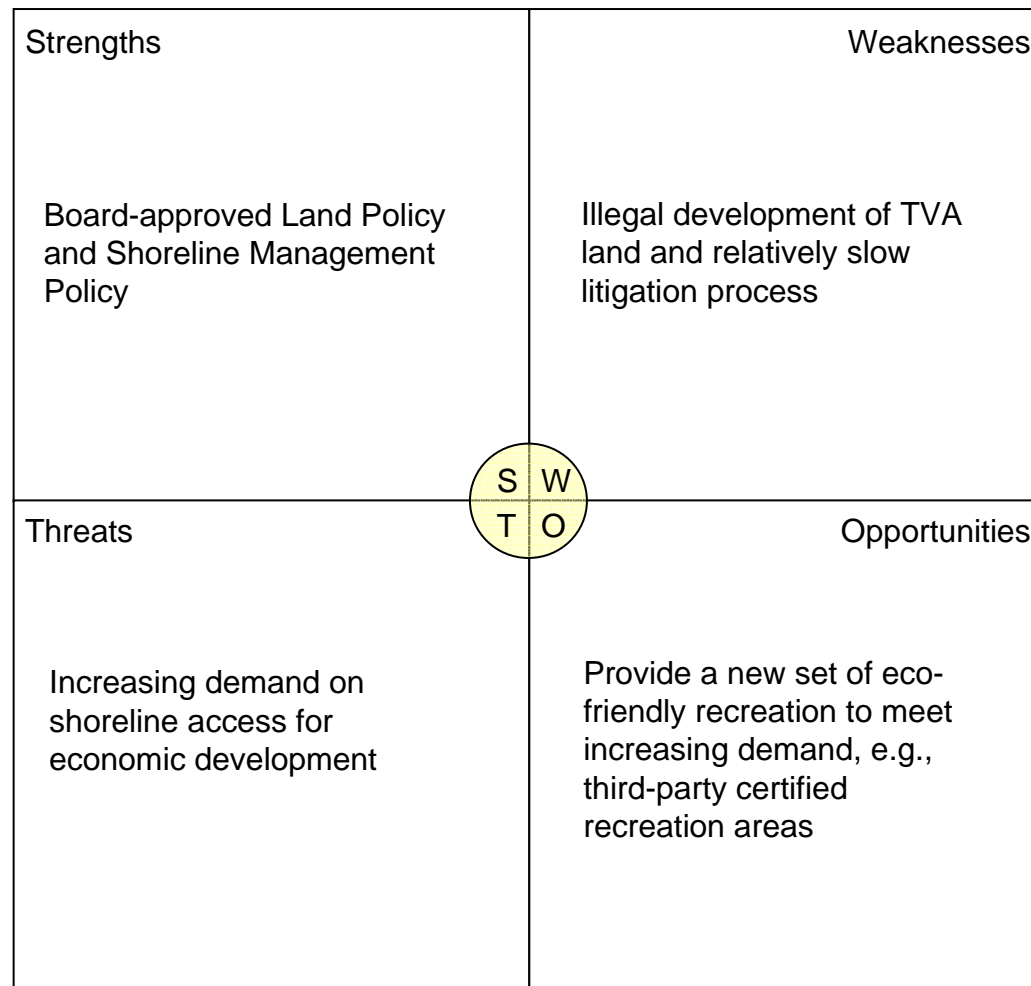 Strengths
Board-approved Land Policy
and Shoreline Management
Policy
Weaknesses
Illegal development of TVA
land and relatively slow
litigation process
S W
T O
Threats
Increasing demand on
shoreline access for
economic development
Opportunities
Provide a new set of eco-
friendly recreation to meet
increasing demand, e.g.,
third-party certified
recreation areas